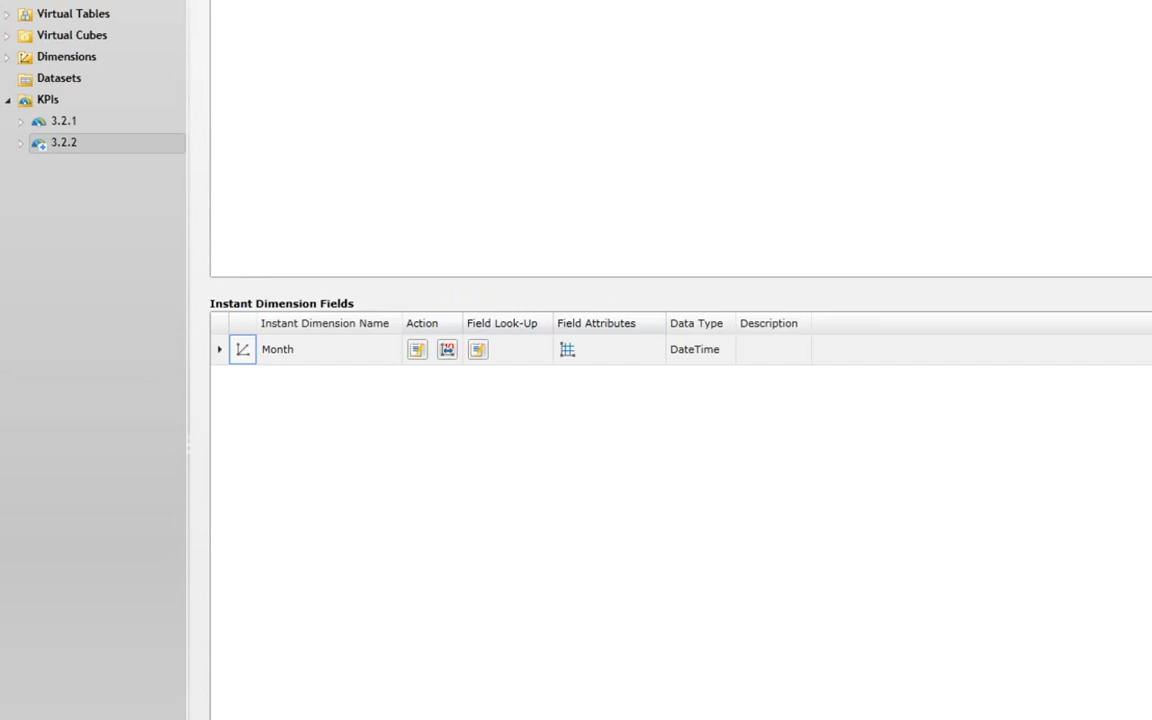 Virtual Tables
Virtual Cubes
Dimensions
Datasets
KPIs
3.2.1
3.2.2
Instant Dimension Fields
Instant Dimension Name Action Field Look-Up Field Attributes Data Type Description
Month DateTime